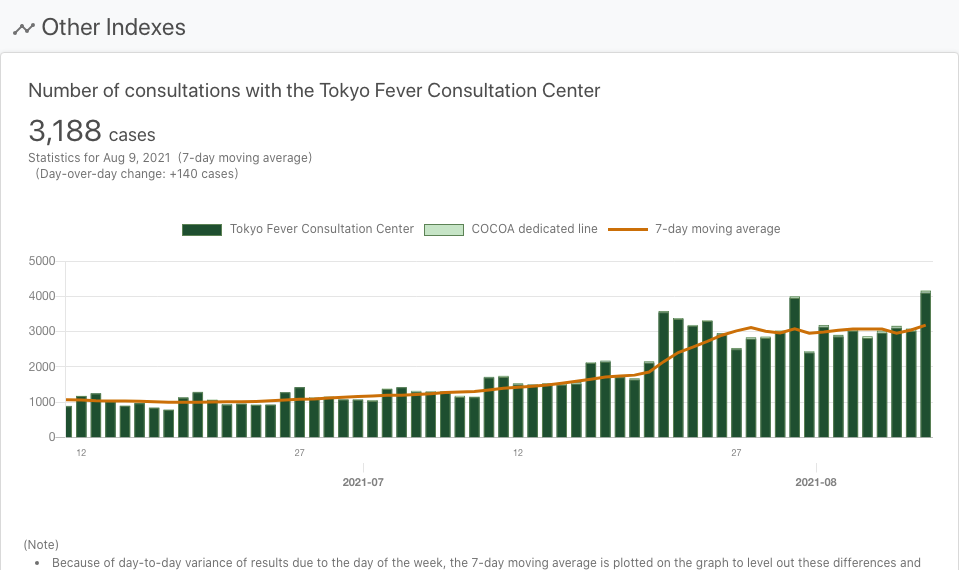 Other Indexes
Number of consultations with the Tokyo Fever Consultation Center
3,188 cases
Statistics for Aug 9, 2021 (7-day moving average)
(Day-over-day change: +140 cases)
Tokyo Fever Consultation Center COCOA dedicated line 7-day moving average
5000
4000
3000
2000
1000
0
12 27 12 27
2021-07 2021-08
(Note)
• Because of day-to-day variance of results due to the day of the week, the 7-day moving average is plotted on the graph to level out these differences and